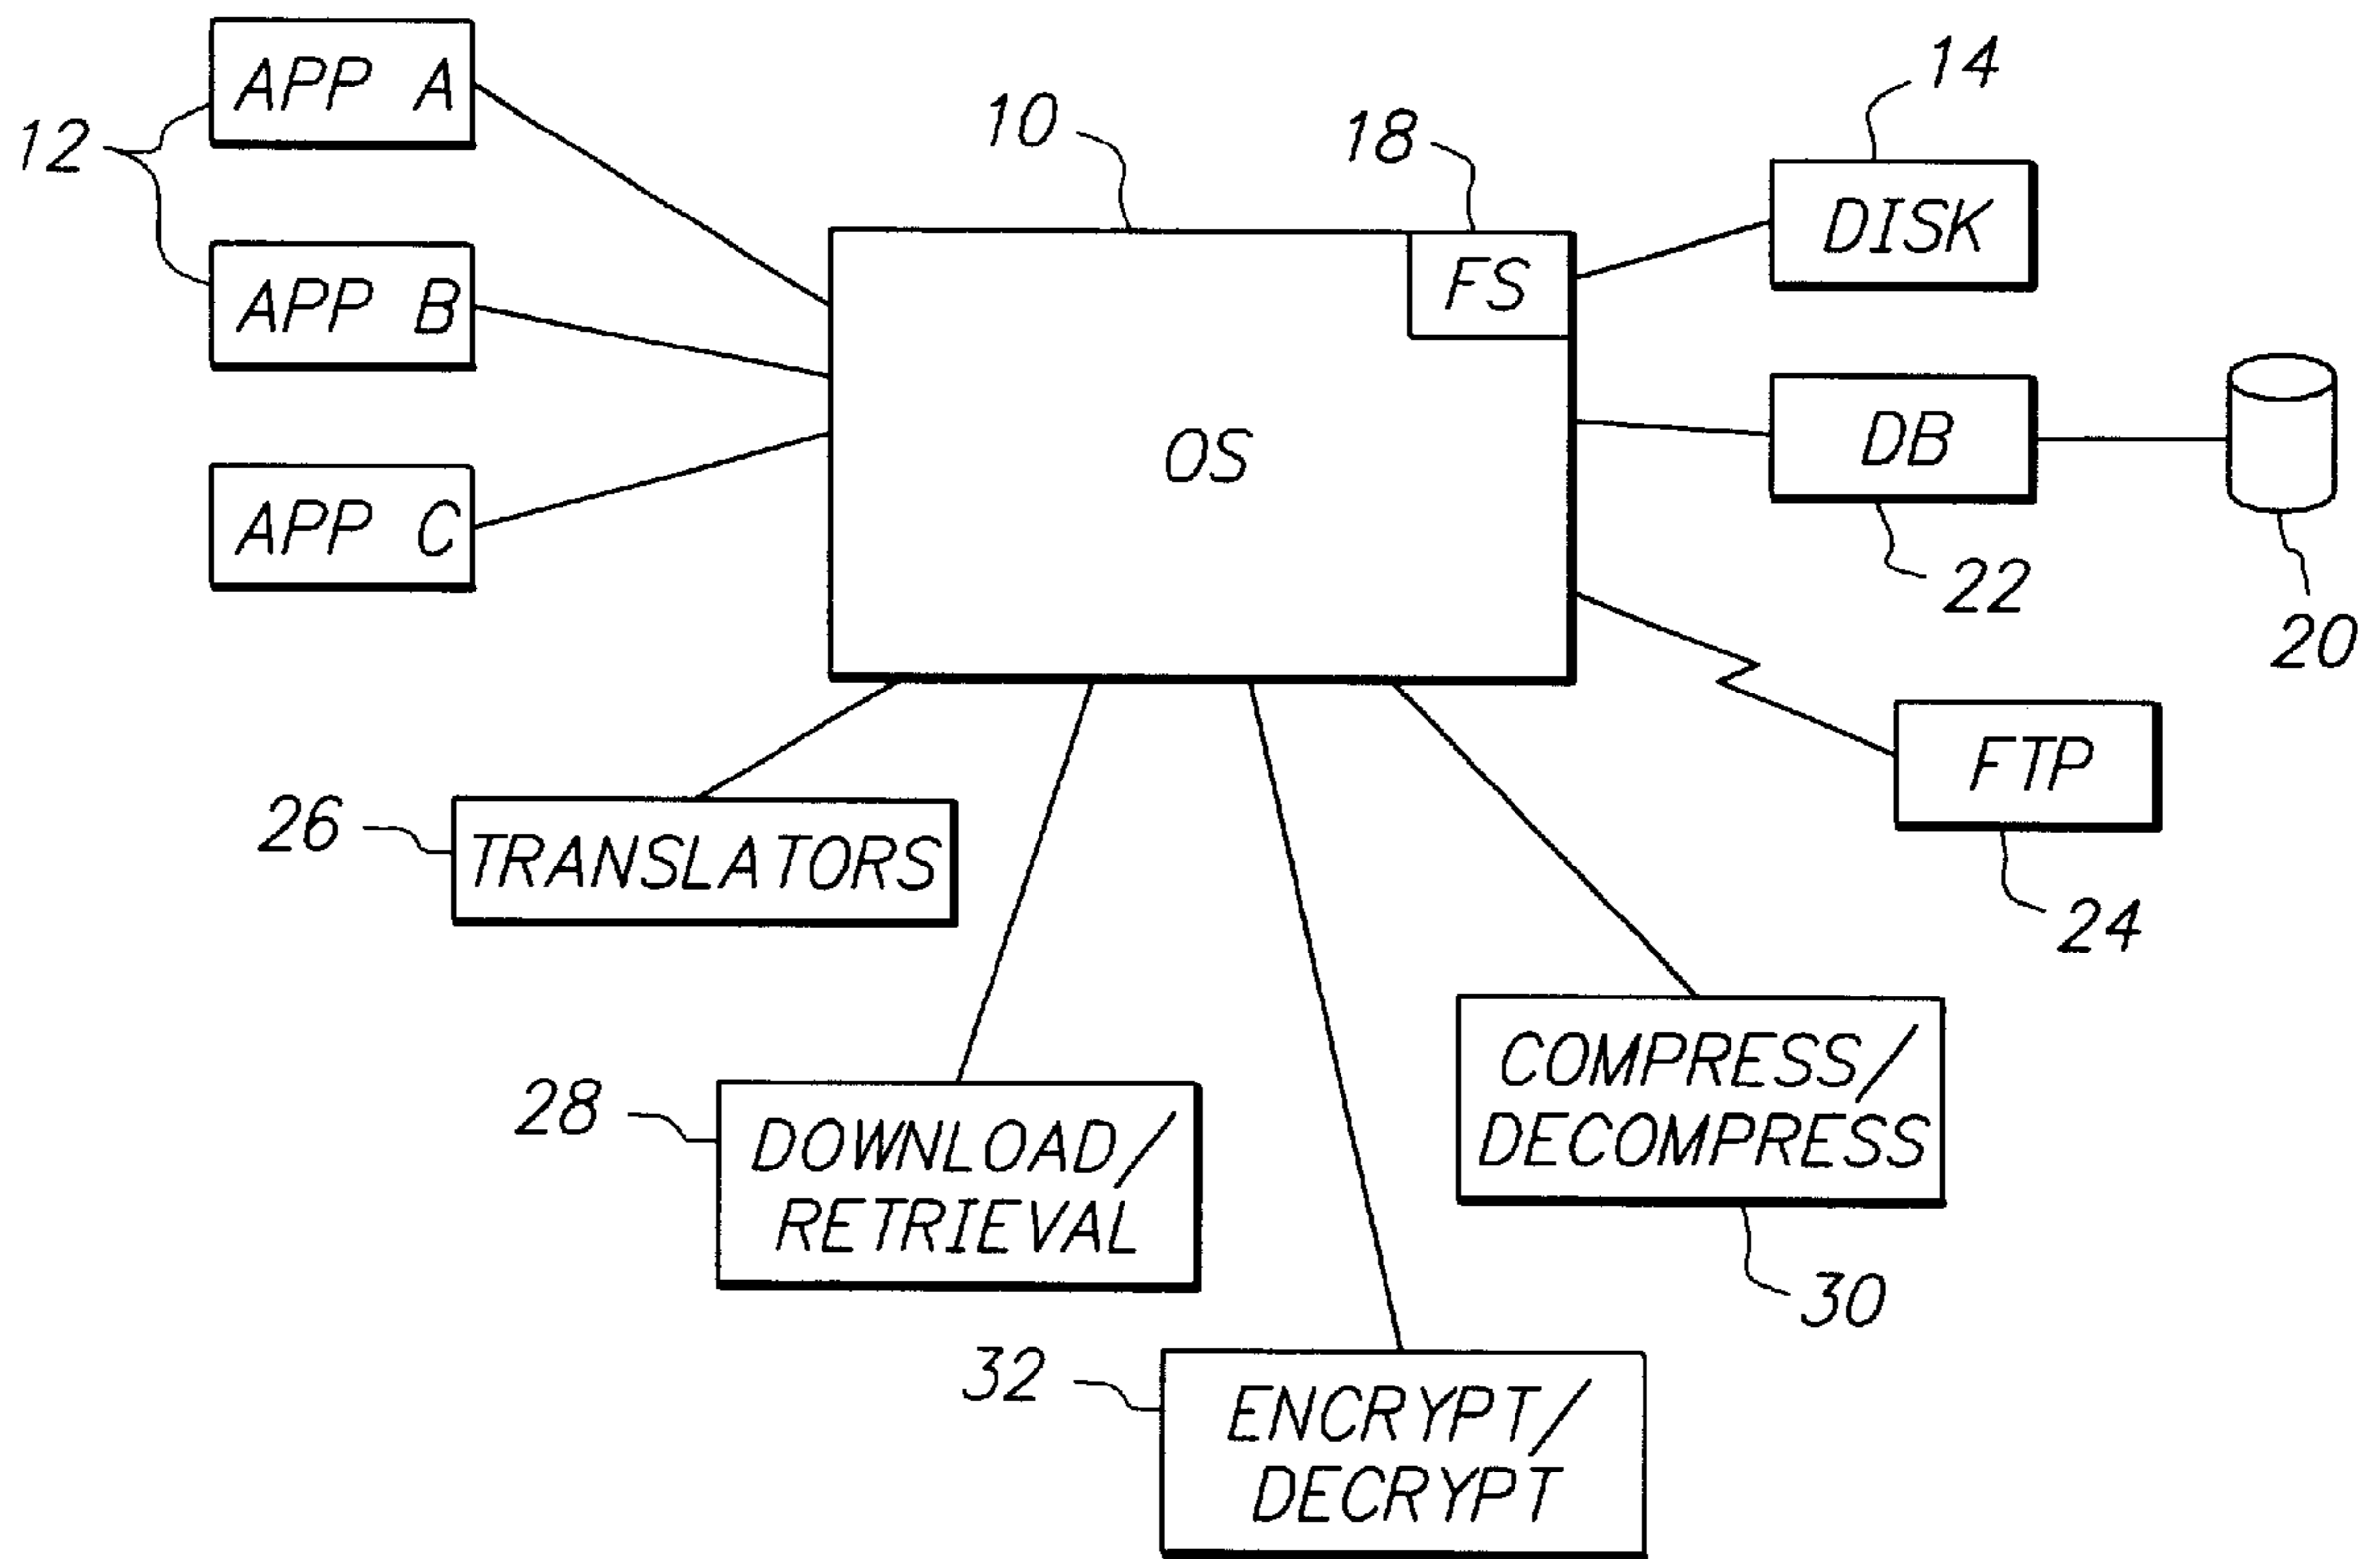 14
APP A
10
18
12
DISK
FS
APP B
DB
OS
APP C
22
20
FTP
26
TRANSLATORS
24
COMPRESS/
DECOMPRESS
28
DOWNLOAD/
RETRIEVAL
30
32
ENCRYPT/
DECRYPT